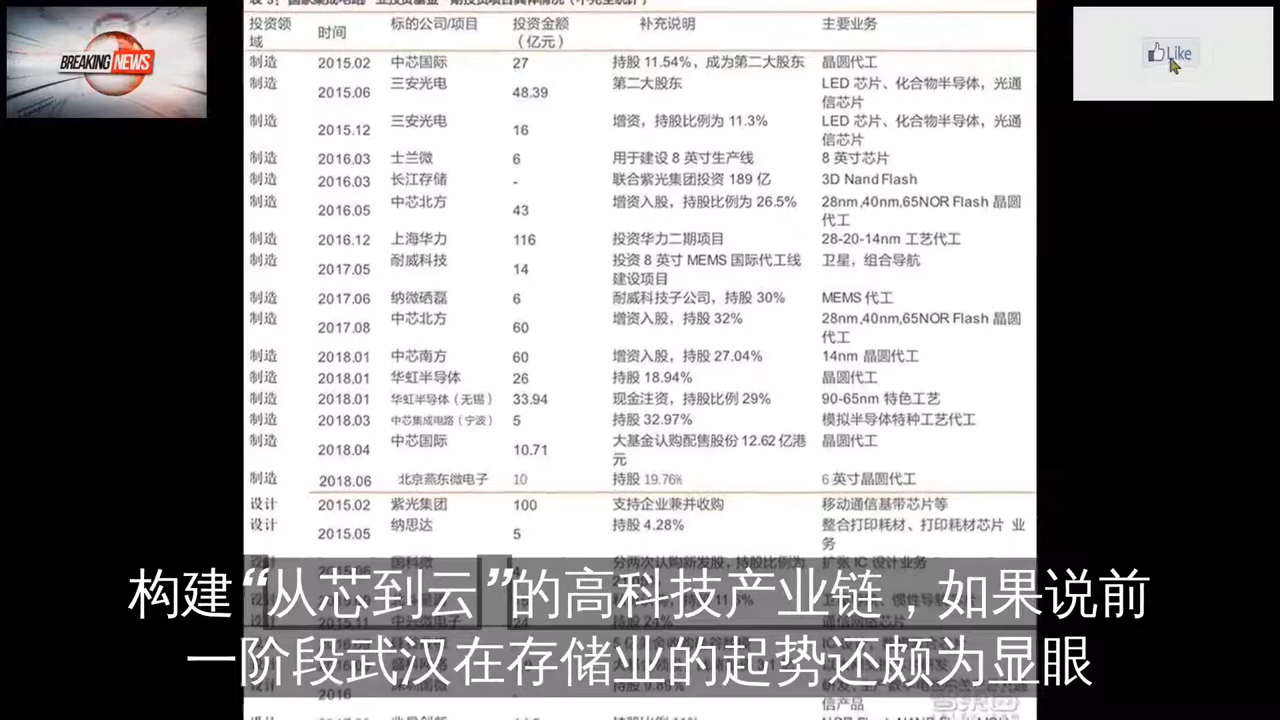 BREAKING NEWS
Like
投资领域 时间 标的公司/项目 投资金额（亿元） 补充说明 主要业务
制造 2015.02 中芯国际 27 持股 11.54%，成为第二大股东 晶圆代工
制造 2015.06 三安光电 48.39 第二大股东 LED 芯片、化合物半导体，光通信芯片
制造 2015.12 三安光电 16 增资，持股比例为 11.3% LED 芯片、化合物半导体，光通信芯片
制造 2016.03 士兰微 6 用于建设 8 英寸生产线 8 英寸芯片
制造 2016.03 长江存储 - 联合紫光集团投资 189 亿 3D Nand Flash
制造 2016.05 中芯北方 43 增资入股，持股比例为 26.5% 28nm,40nm,65NOR Flash 晶圆代工
制造 2016.12 上海华力 116 投资华力二期项目 28-20-14nm 工艺代工
制造 2017.05 耐威科技 14 投资 8 英寸 MEMS 国际代工线建设项目 卫星，组合导航
制造 2017.06 纳微硒磊 6 耐威科技子公司，持股 30% MEMS 代工
制造 2017.08 中芯北方 60 增资入股，持股 32% 28nm,40nm,65NOR Flash 晶圆代工
制造 2018.01 中芯南方 60 增资入股，持股 27.04% 14nm 晶圆代工
制造 2018.01 华虹半导体 26 持股 18.94% 晶圆代工
制造 2018.01 华虹半导体（无锡） 33.94 现金注资，持股比例 29% 90-65nm 特色工艺
制造 2018.03 中芯集成电路（宁波） 5 持股 32.97% 模拟半导体特种工艺代工
制造 2018.04 中芯国际 10.71 大基金认购配售股份 12.62 亿港元 晶圆代工
制造 2018.06 北京燕东微电子 10 持股 19.76% 6 英寸晶圆代工
设计 2015.02 紫光集团 100 支持企业兼并收购 移动通信基带芯片等
设计 2015.05 纳思达 5 持股 4.28% 整合打印耗材、打印耗材芯片 业务
构建“从芯到云”的高科技产业链，如果说前
一阶段武汉在存储业的起势还颇为显眼